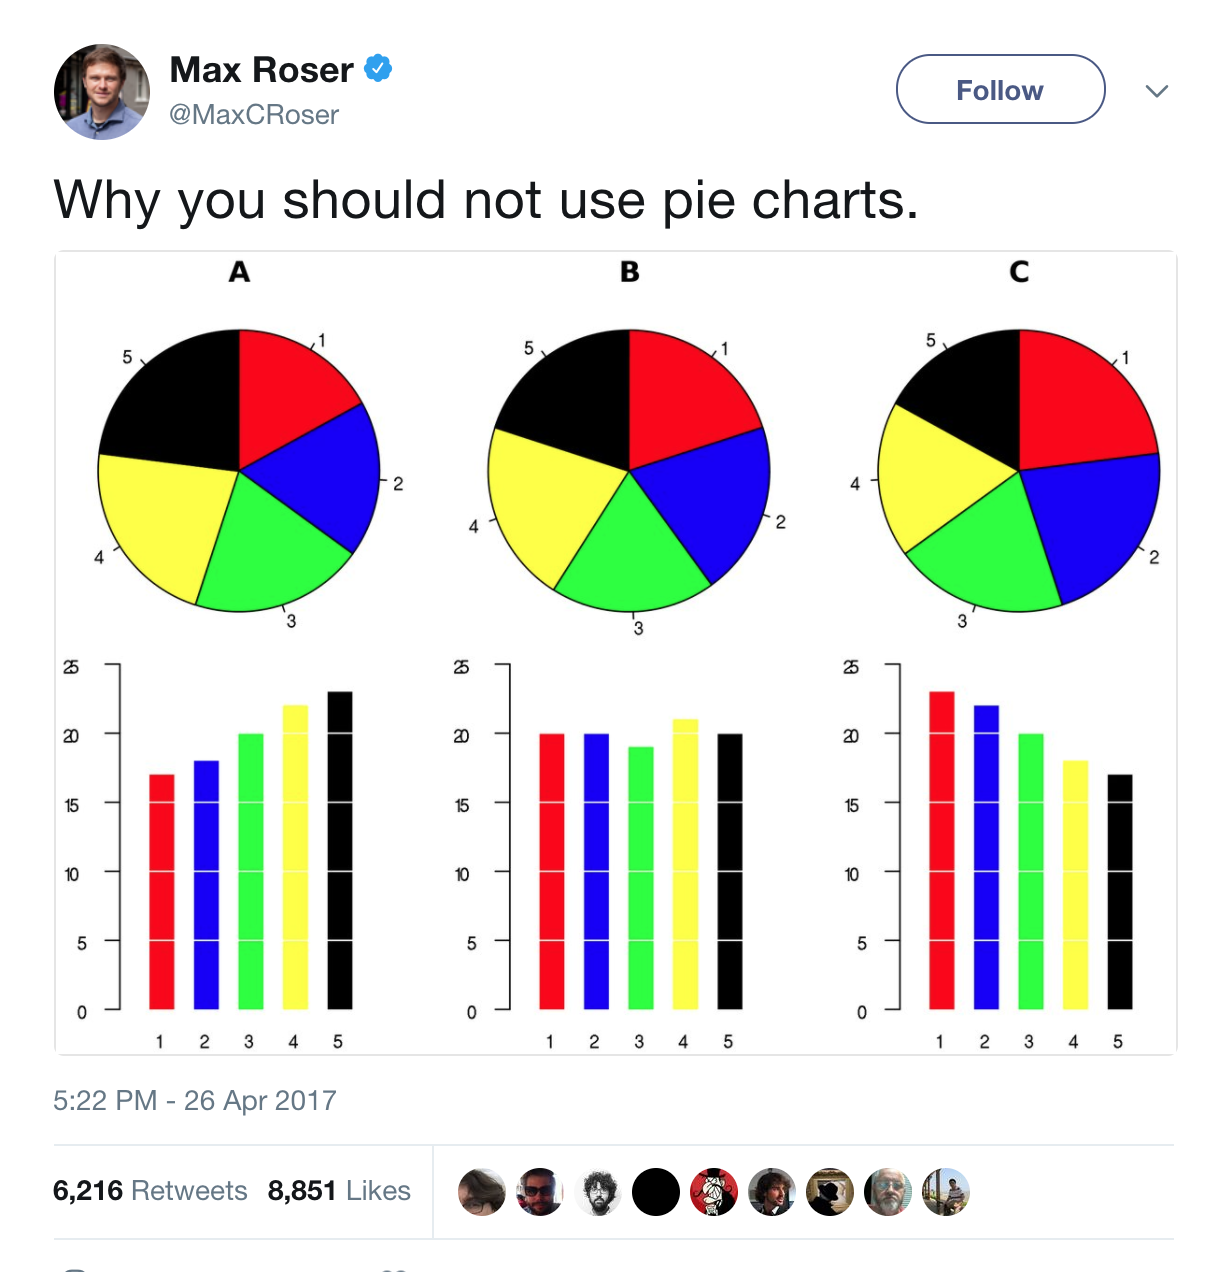 Max Roser
@MaxCRoser
Follow
Why you should not use pie charts.
A B C
5 1 5 1 5 1
2 2 2
4 4 4
3 3 3
25 25 25
20 20 20
15 15 15
10 10 10
5 5 5
0 0 0
1 2 3 4 5 1 2 3 4 5 1 2 3 4 5
5:22 PM - 26 Apr 2017
6,216 Retweets 8,851 Likes